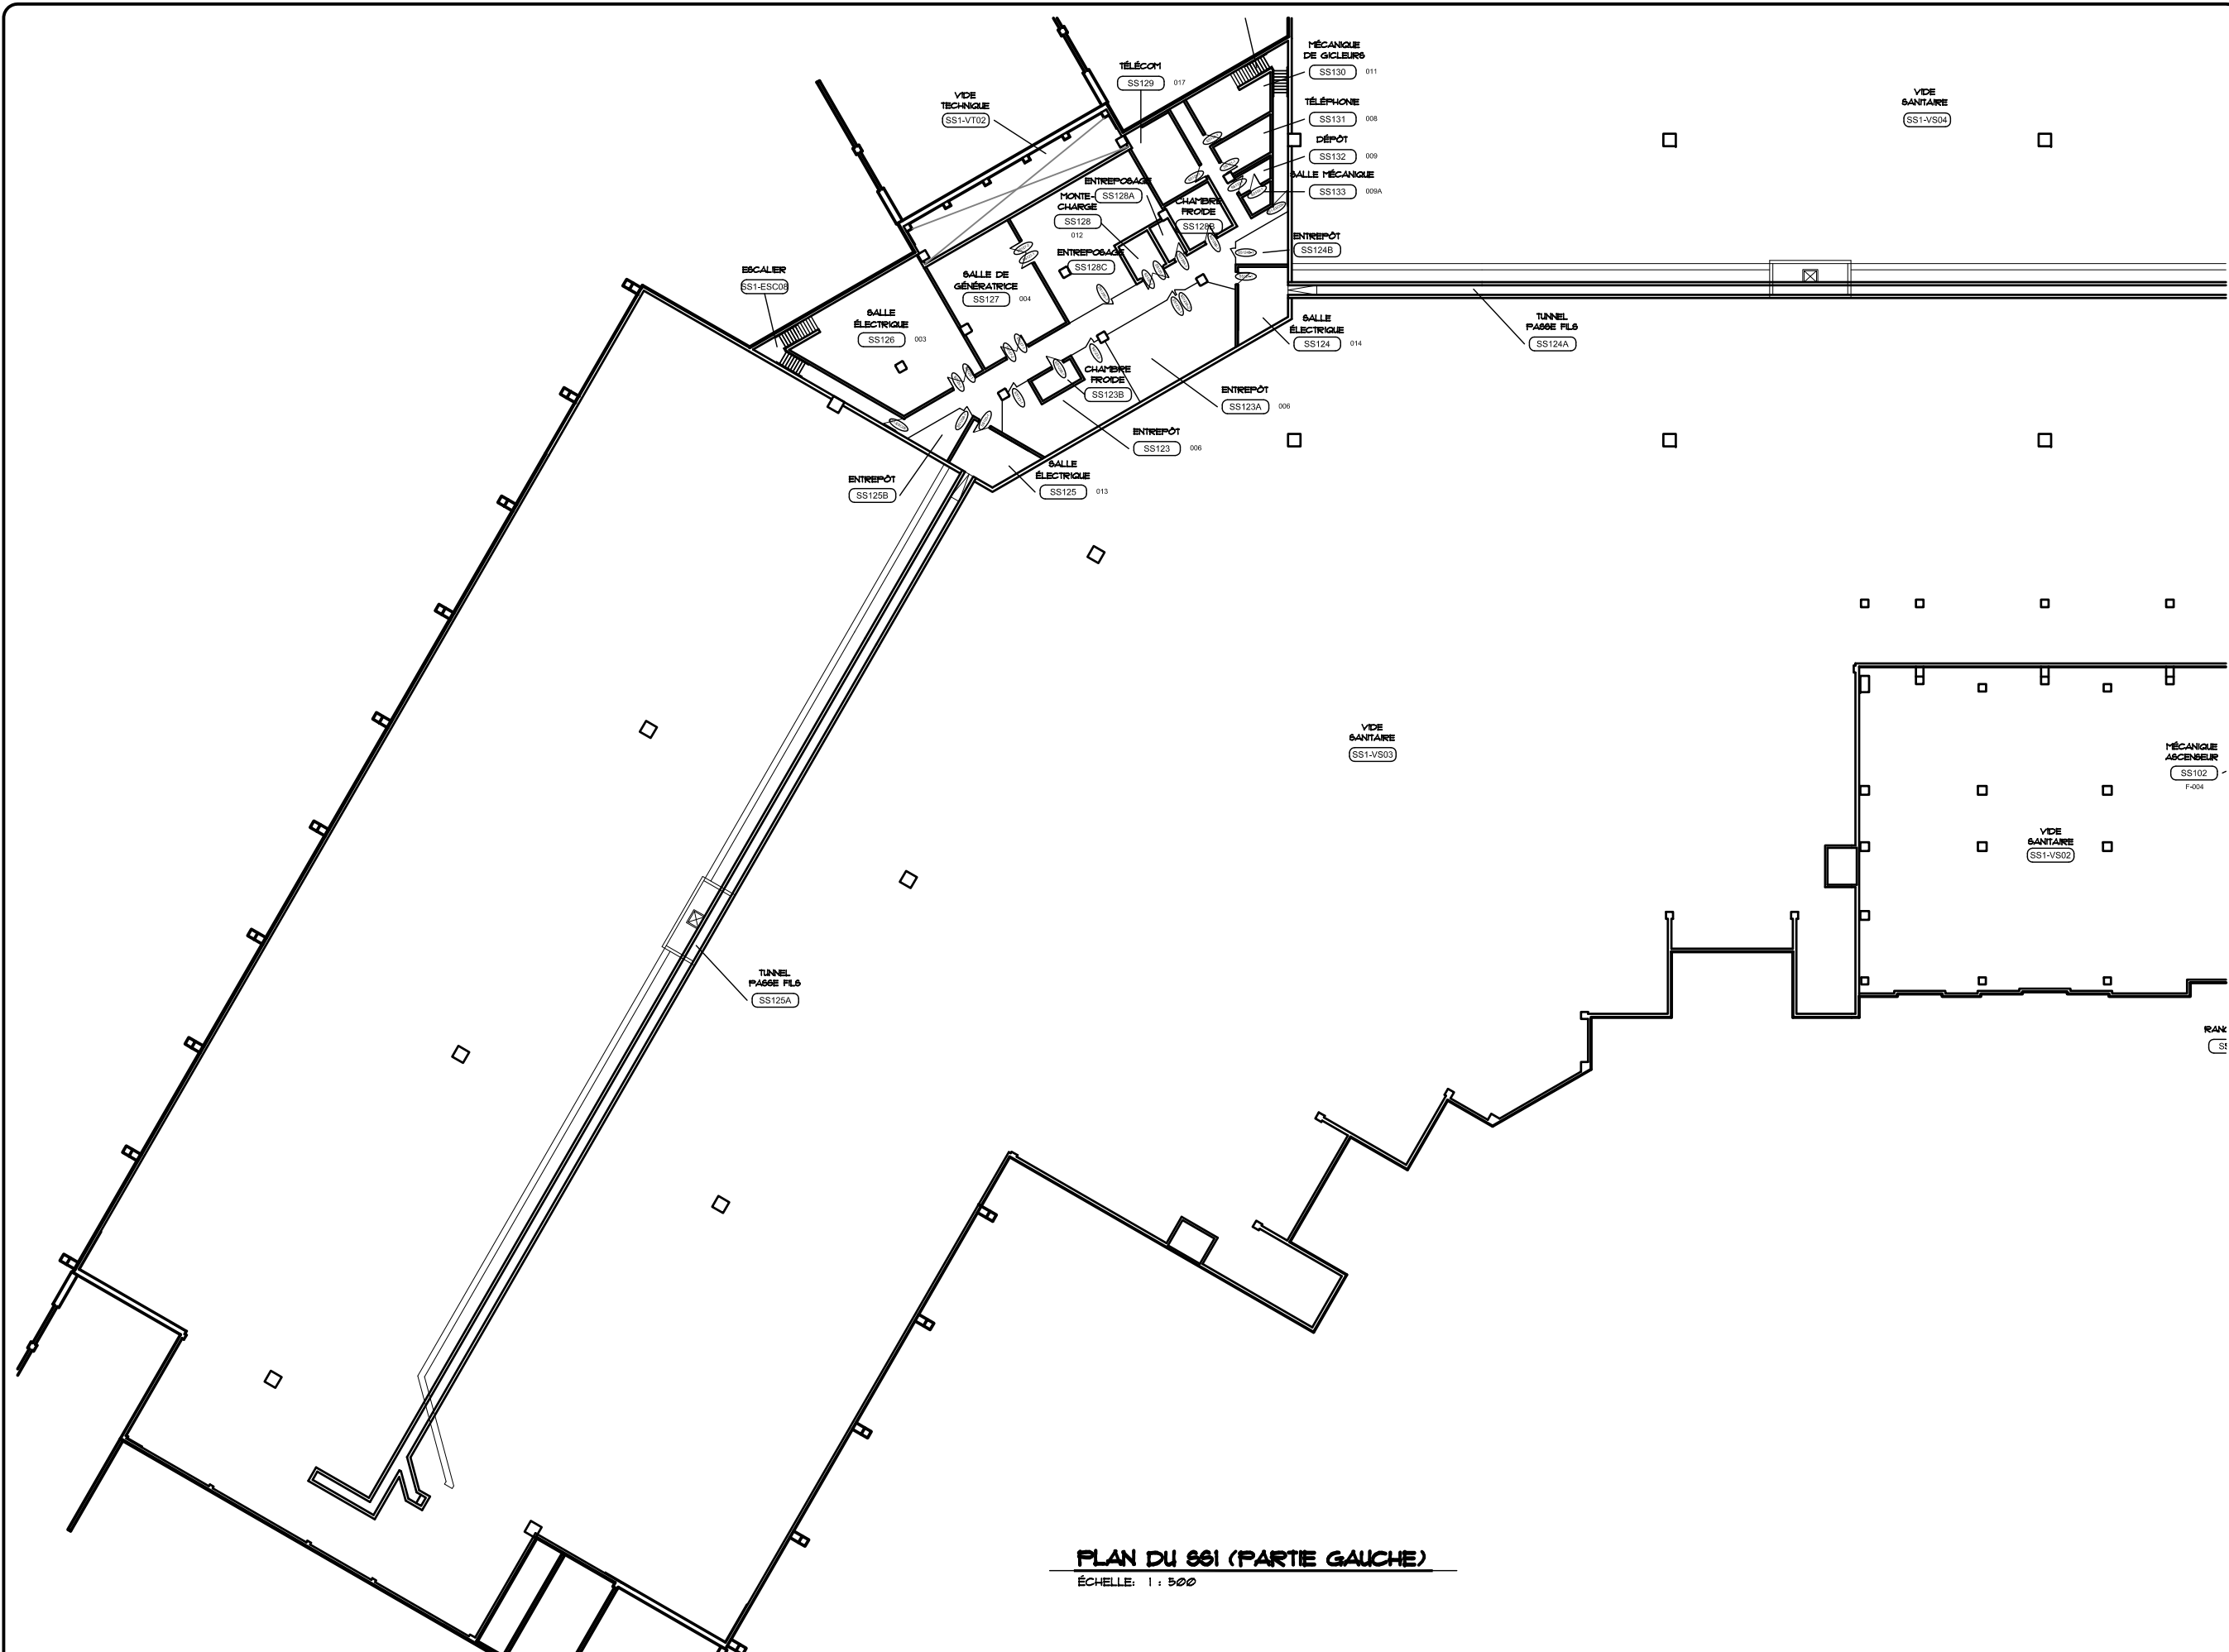 MÉCANIQUE
DE GICLEURS
SS130 011
TÉLÉCOM
SS129 017
VIDE
TECHNIQUE
SS1-VT02
TÉLÉPHONIE
SS131 008
VIDE
SANITAIRE
SS1-VS04
DÉPÔT
SS132 009
SALLE MÉCANIQUE
SS133 009A
ENTREPOSAGE
SS128A
MONTE-
CHARGE
SS128
012
CHAMBRE
FROIDE
SS128B
ENTREPOSAGE
SS128C
ENTREPÔT
SS124B
ESCALIER
SS1-ESC08
SALLE DE
GÉNÉRATRICE
SS127 004
SALLE
ÉLECTRIQUE
SS126 003
SALLE
ÉLECTRIQUE
SS124 014
TUNNEL
PASSE FILS
SS124A
CHAMBRE
FROIDE
SS123B
ENTREPÔT
SS123A 006
ENTREPÔT
SS123 006
SALLE
ÉLECTRIQUE
SS125 013
ENTREPÔT
SS125B
VIDE
SANITAIRE
SS1-VS03
MÉCANIQUE
ASCENSEUR
SS102
F-004
VIDE
SANITAIRE
SS1-VS02
TUNNEL
PASSE FILS
SS125A
PLAN DU SS1 (PARTIE GAUCHE)
ÉCHELLE: 1 : 500